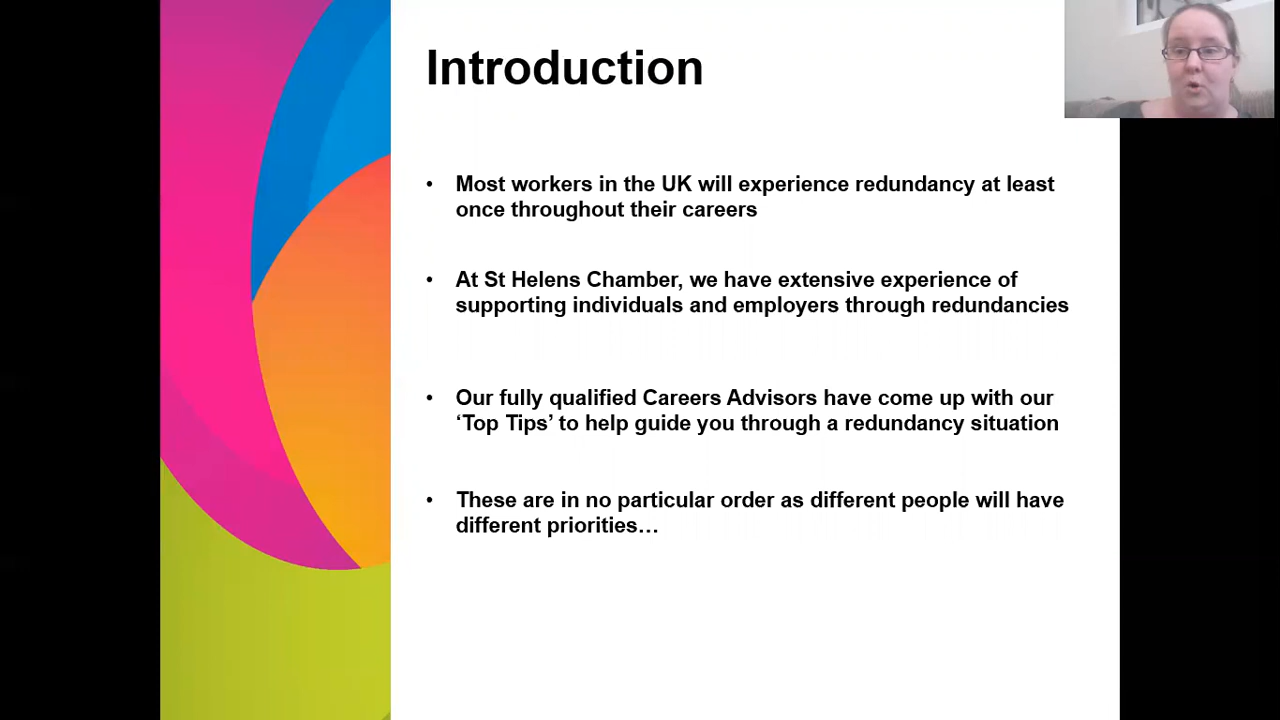 Introduction
• Most workers in the UK will experience redundancy at least
once throughout their careers
• At St Helens Chamber, we have extensive experience of
supporting individuals and employers through redundancies
• Our fully qualified Careers Advisors have come up with our
‘Top Tips’ to help guide you through a redundancy situation
• These are in no particular order as different people will have
different priorities…